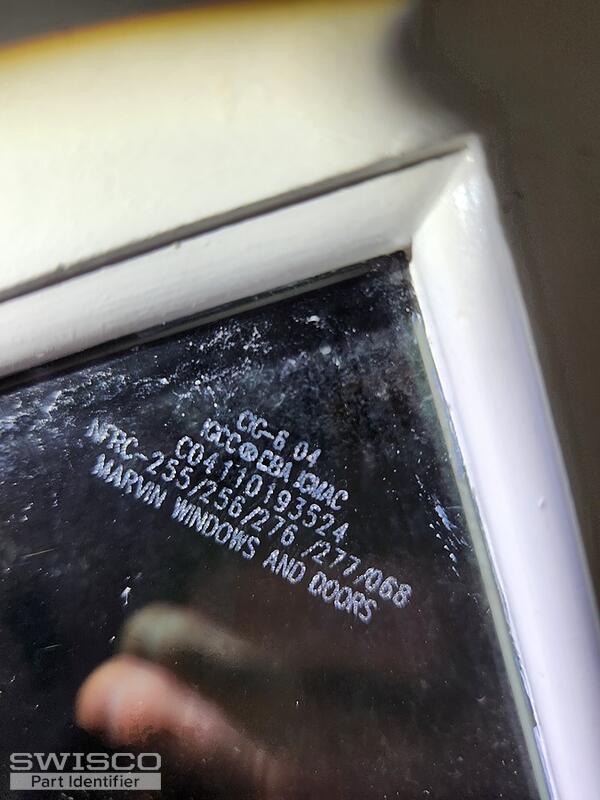 CIG-6 04
IGCC® CBA IGMAC
C04110193524
NFRC-255/256/276 /277/068
MARVIN WINDOWS AND DOORS
SWISCO
Part Identifier